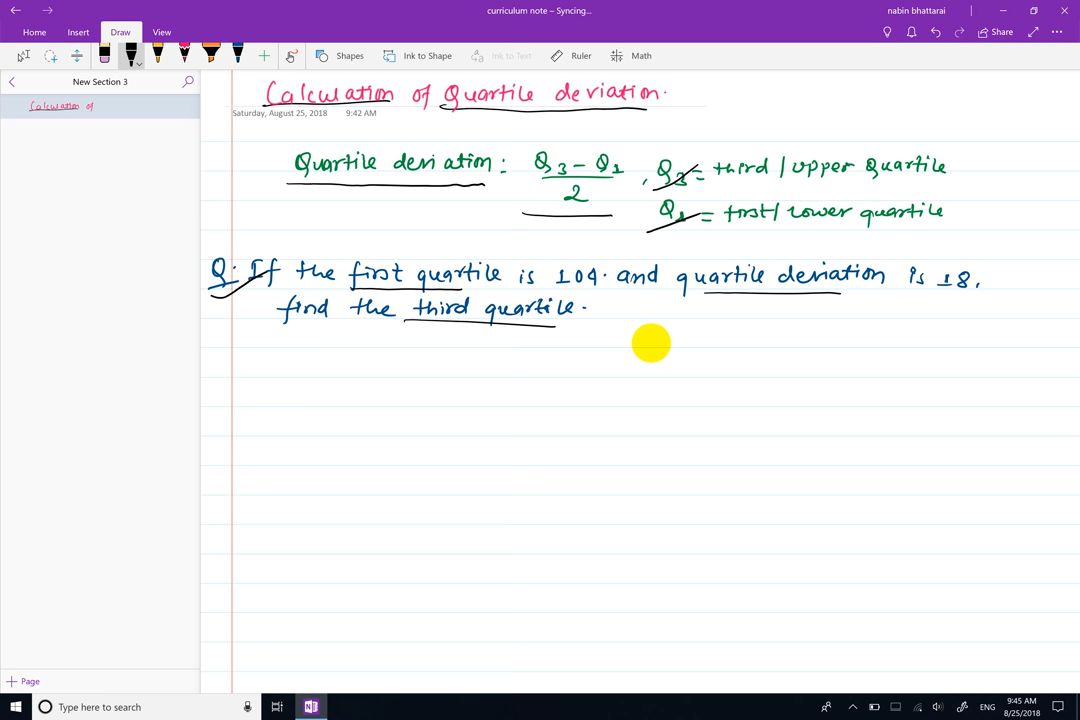 curriculum note – Syncing...
nabin bhattarai
Home Insert Draw View
Share
Shapes Ink to Shape Ink to Text Ruler Math
New Section 3
Calculation of
Calculation of Quartile deviation.
Saturday, August 25, 2018 9:42 AM
Quartile deviation: Q3 − Q1 / 2 , Q3 = third / upper Quartile
Q1 = first/ lower quartile
Q: If the first quartile is 104. and quartile deviation is 18.
find the third quartile.
+ Page
Type here to search
ENG
9:45 AM
8/25/2018